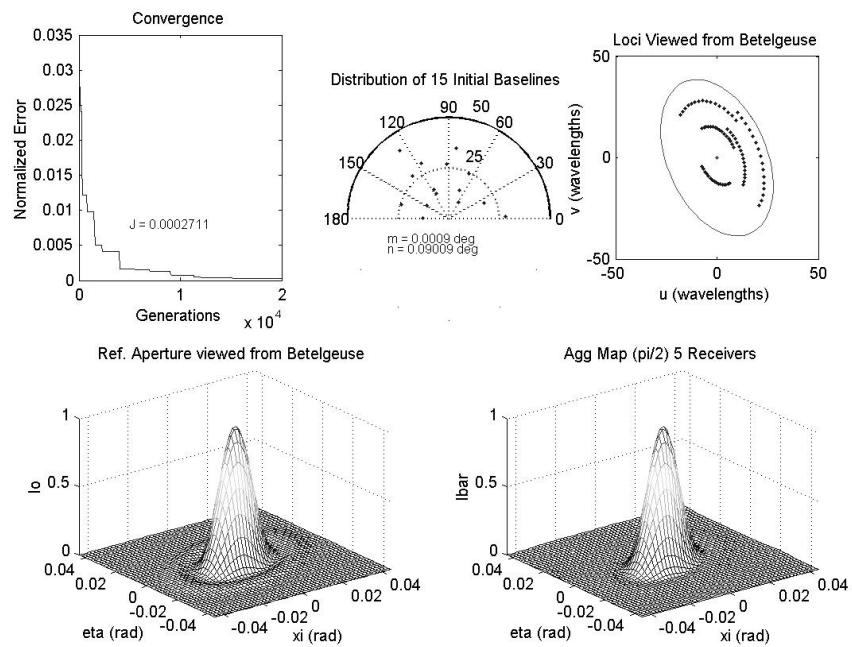 Convergence
0.035
0.03
0.025
0.02
0.015
0.01
0.005
0
Normalized Error
J = 0.0002711
0
1
2
Generations
x 10^4
Distribution of 15 Initial Baselines
90
50
120
60
25
150
30
180
0
m = 0.0009 deg
n = 0.09009 deg
Loci Viewed from Betelgeuse
50
0
-50
v (wavelengths)
-50
0
50
u (wavelengths)
Ref. Aperture viewed from Betelgeuse
1
0.5
0
Io
0.04
0.02
0
-0.02
-0.04
eta (rad)
-0.04
-0.02
0
0.02
0.04
xi (rad)
Agg Map (pi/2) 5 Receivers
1
0.5
0
Ibar
0.04
0.02
0
-0.02
-0.04
eta (rad)
-0.04
-0.02
0
0.02
0.04
xi (rad)